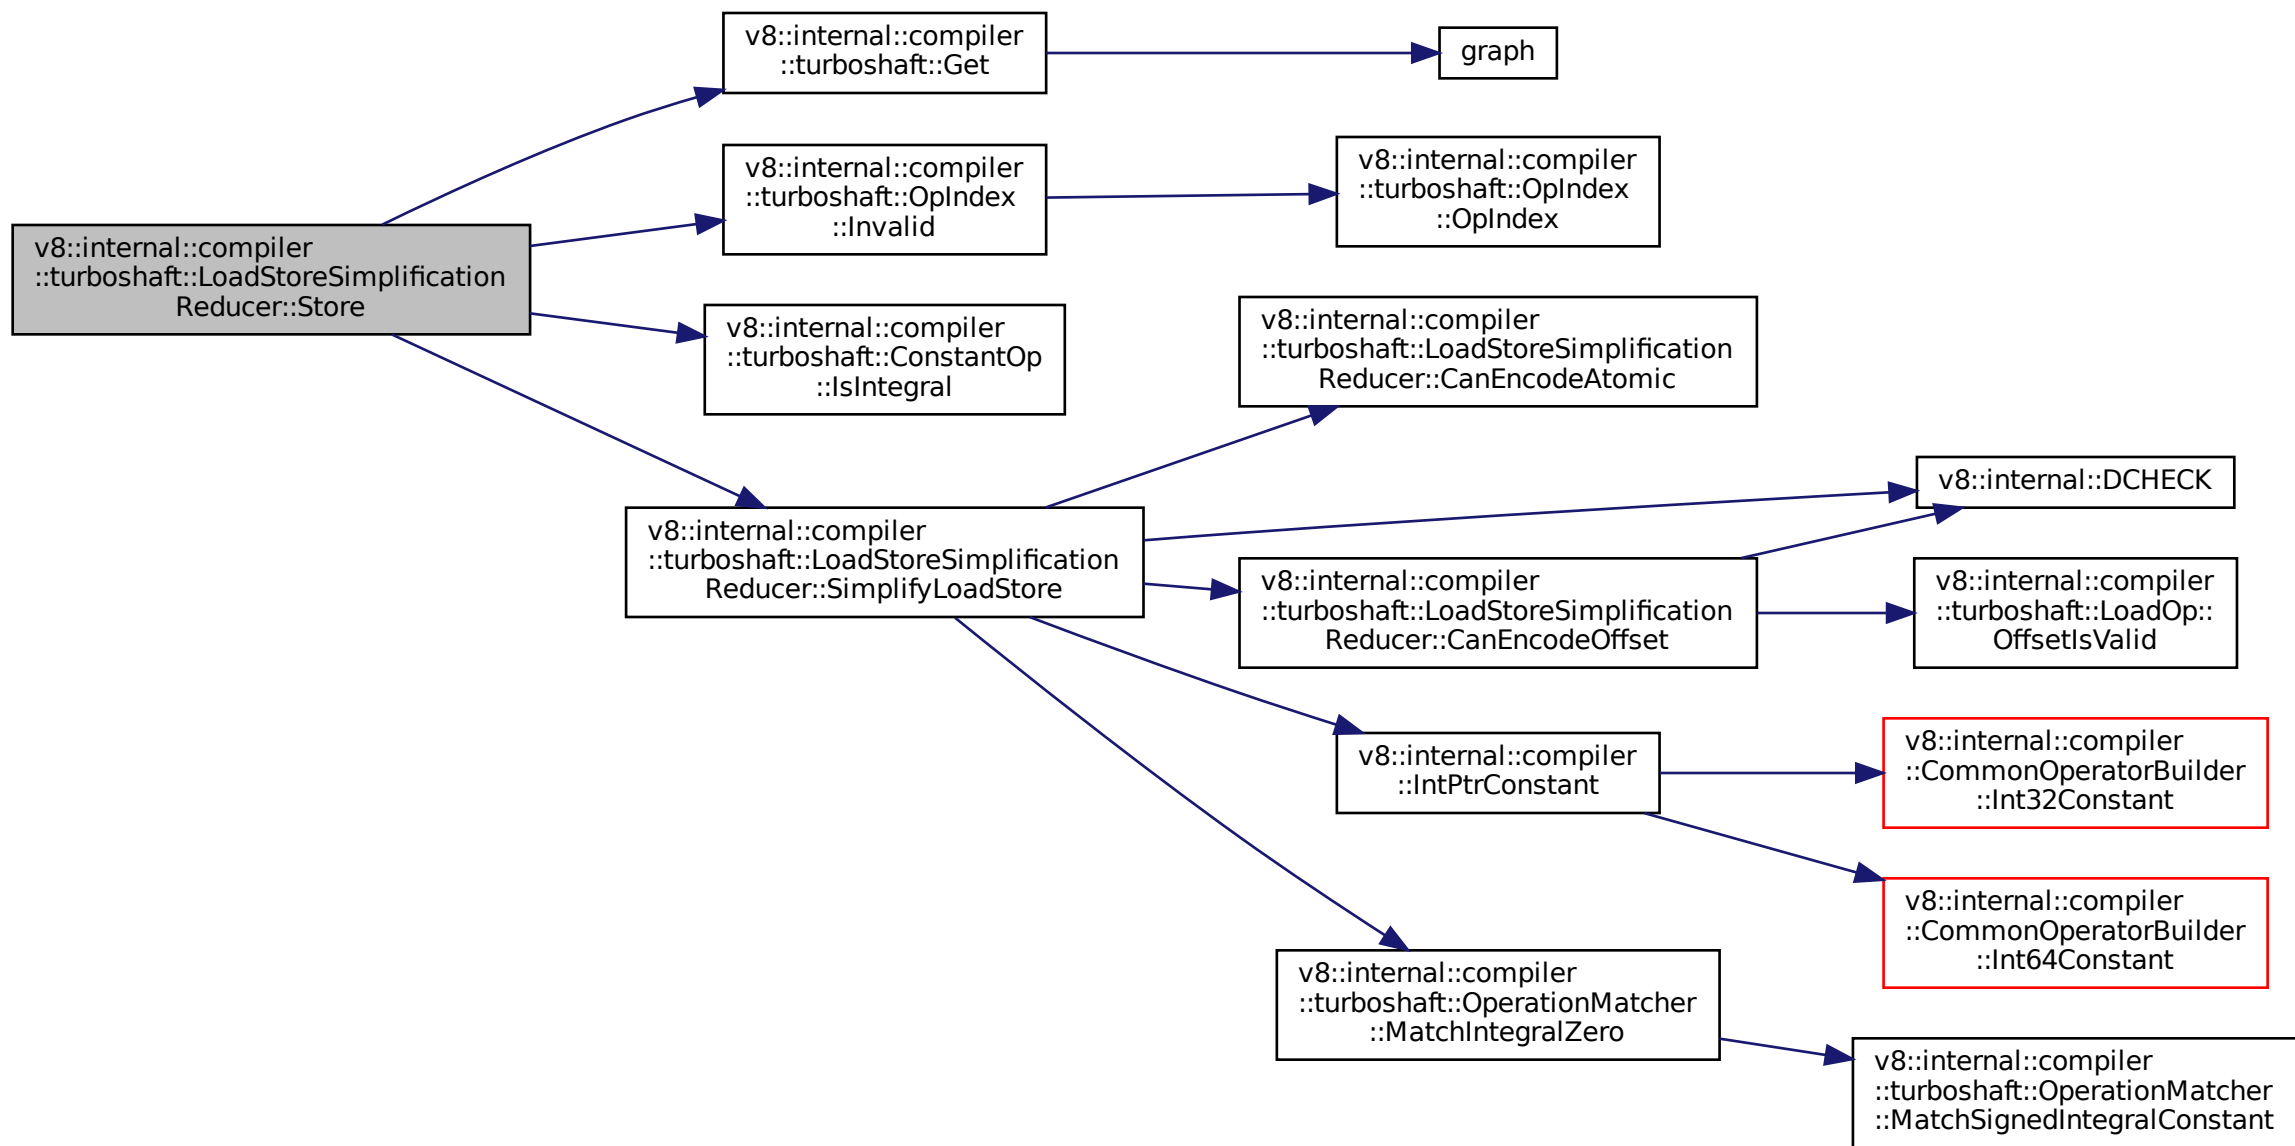 v8::internal::compiler
::turboshaft::LoadStoreSimplification
Reducer::Store
v8::internal::compiler
::turboshaft::Get
graph
v8::internal::compiler
::turboshaft::OpIndex
::Invalid
v8::internal::compiler
::turboshaft::OpIndex
::OpIndex
v8::internal::compiler
::turboshaft::ConstantOp
::IsIntegral
v8::internal::compiler
::turboshaft::LoadStoreSimplification
Reducer::SimplifyLoadStore
v8::internal::compiler
::turboshaft::LoadStoreSimplification
Reducer::CanEncodeAtomic
v8::internal::DCHECK
v8::internal::compiler
::turboshaft::LoadStoreSimplification
Reducer::CanEncodeOffset
v8::internal::compiler
::turboshaft::LoadOp::
OffsetIsValid
v8::internal::compiler
::IntPtrConstant
v8::internal::compiler
::CommonOperatorBuilder
::Int32Constant
v8::internal::compiler
::CommonOperatorBuilder
::Int64Constant
v8::internal::compiler
::turboshaft::OperationMatcher
::MatchIntegralZero
v8::internal::compiler
::turboshaft::OperationMatcher
::MatchSignedIntegralConstant